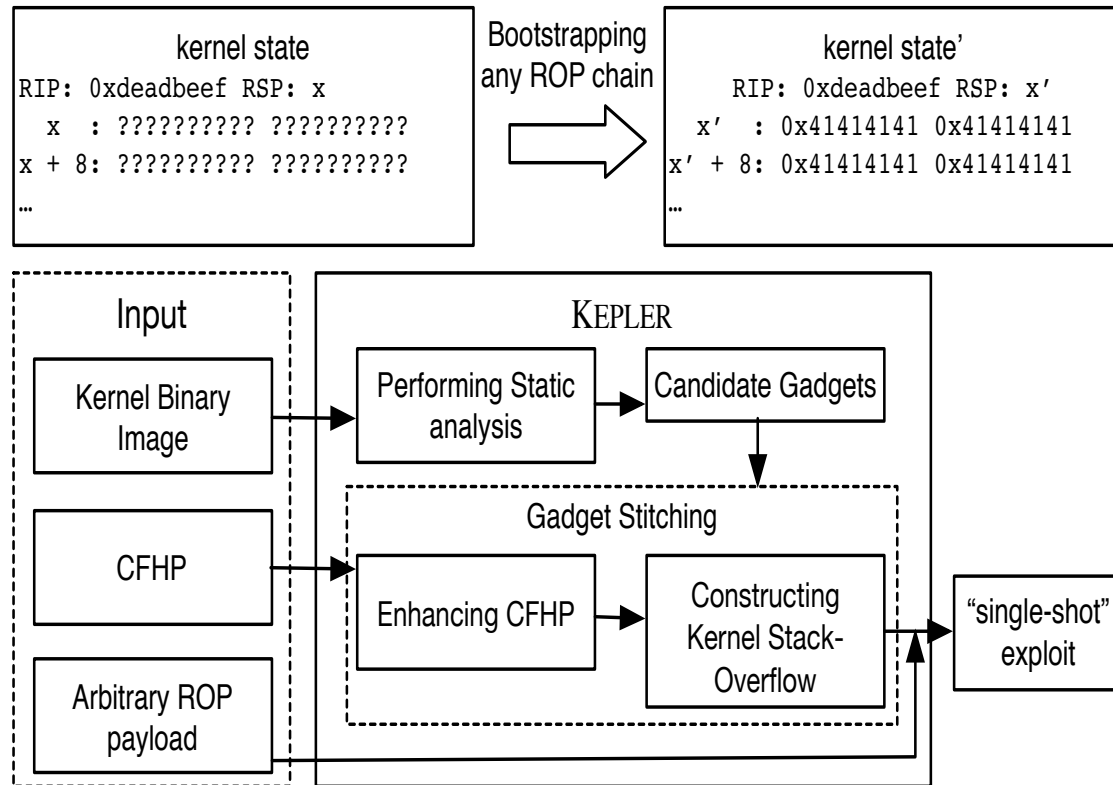 kernel state
RIP: 0xdeadbeef RSP: x
x : ?????????? ??????????
x + 8: ?????????? ??????????
…
Bootstrapping
any ROP chain
kernel state’
RIP: 0xdeadbeef RSP: x’
x’ : 0x41414141 0x41414141
x’ + 8: 0x41414141 0x41414141
…
Input
Kernel Binary
Image
CFHP
Arbitrary ROP
payload
KEPLER
Performing Static
analysis
Candidate Gadgets
Gadget Stitching
Enhancing CFHP
Constructing
Kernel Stack-
Overflow
“single-shot”
exploit